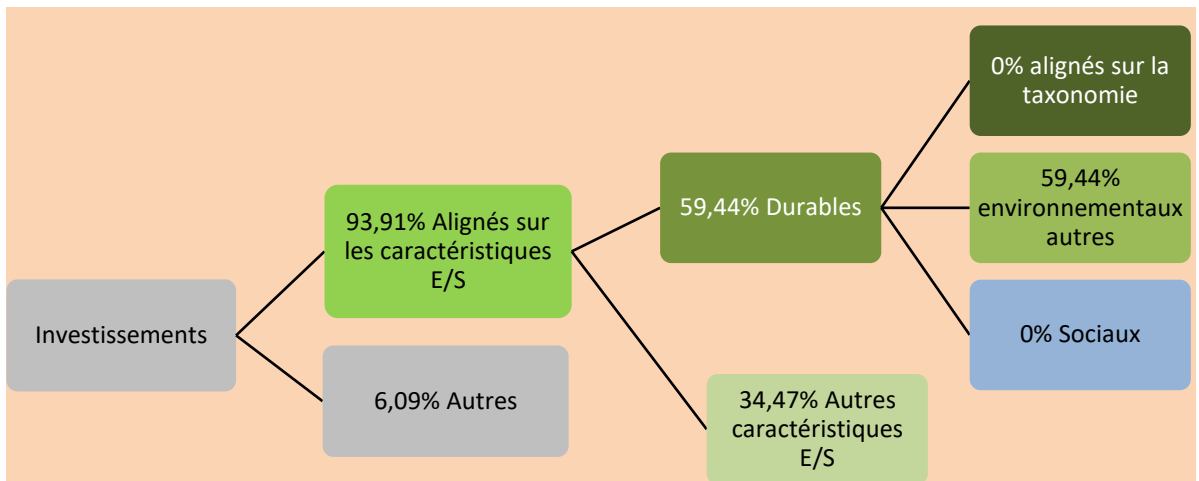 Investissements
93,91% Alignés sur
les caractéristiques
E/S
6,09% Autres
59,44% Durables
34,47% Autres
caractéristiques
E/S
0% alignés sur la
taxonomie
59,44%
environnementaux
autres
0% Sociaux